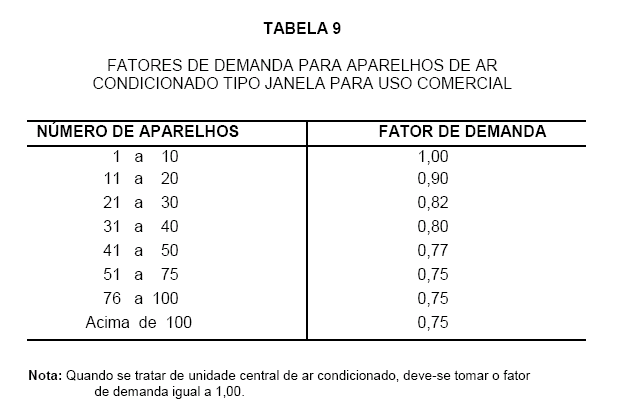 TABELA 9
FATORES DE DEMANDA PARA APARELHOS DE AR
CONDICIONADO TIPO JANELA PARA USO COMERCIAL
NÚMERO DE APARELHOS FATOR DE DEMANDA
1 a 10 1,00
11 a 20 0,90
21 a 30 0,82
31 a 40 0,80
41 a 50 0,77
51 a 75 0,75
76 a 100 0,75
Acima de 100 0,75
Nota: Quando se tratar de unidade central de ar condicionado, deve-se tomar o fator
de demanda igual a 1,00.